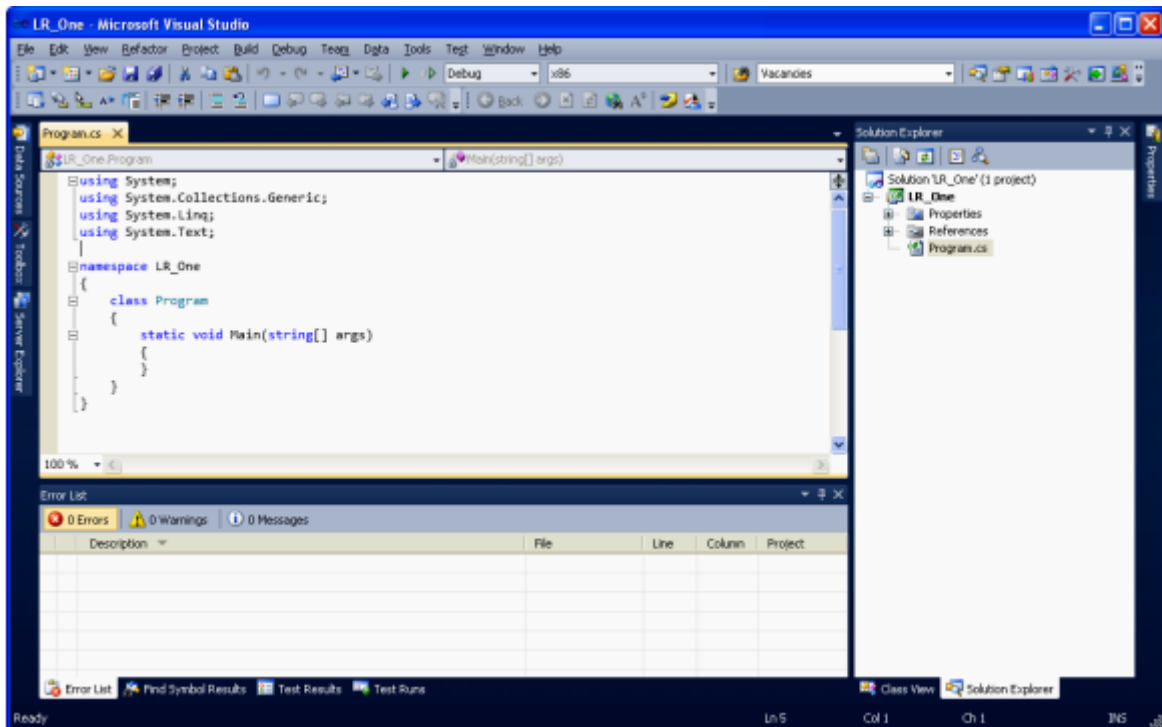 LR_One - Microsoft Visual Studio
File Edit View Refactor Project Build Debug Team Data Tools Test Window Help
Debug x86 Vacancies
Back
Program.cs
LR_One.Program Main(string[] args)
using System;
using System.Collections.Generic;
using System.Linq;
using System.Text;
namespace LR_One
{
class Program
{
static void Main(string[] args)
{
}
}
}
100 %
Data Sources
Toolbox
Server Explorer
Error List
0 Errors 0 Warnings 0 Messages
Description File Line Column Project
Error List Find Symbol Results Test Results Test Runs
Solution Explorer
Solution 'LR_One' (1 project)
LR_One
Properties
References
Program.cs
Class View Solution Explorer
Properties
Ready Ln 5 Col 1 Ch 1 INS